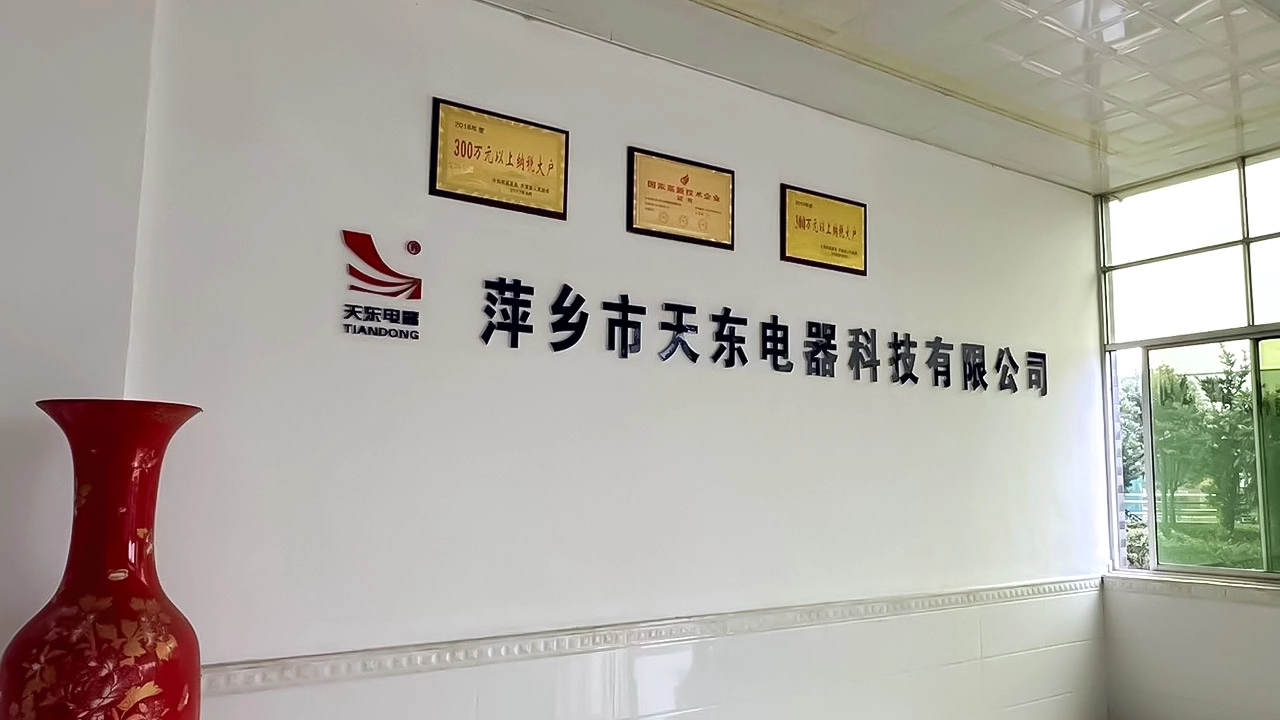 2016年度
300万元以上纳税大户
国家高新技术企业
证书
300万元以上纳税大户
®
天东电器
TIANDONG
萍乡市天东电器科技有限公司